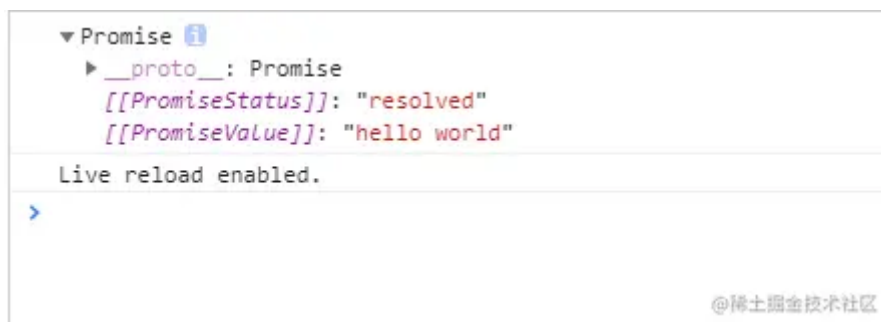 ▼Promise i
▶__proto__: Promise
[[PromiseStatus]]: "resolved"
[[PromiseValue]]: "hello world"
Live reload enabled.
>
@稀土掘金技术社区